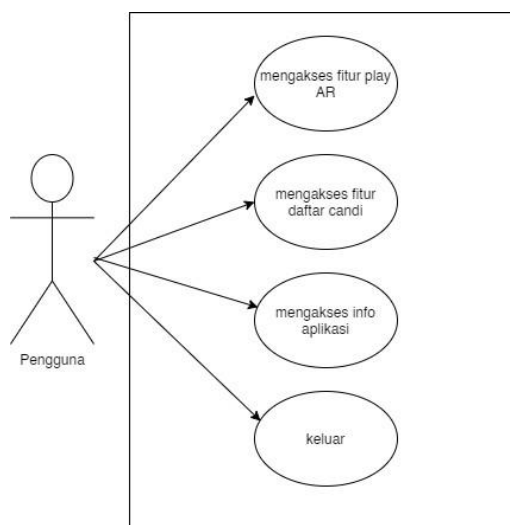 mengakses fitur play
AR
mengakses fitur
daftar candi
mengakses info
aplikasi
Pengguna
keluar